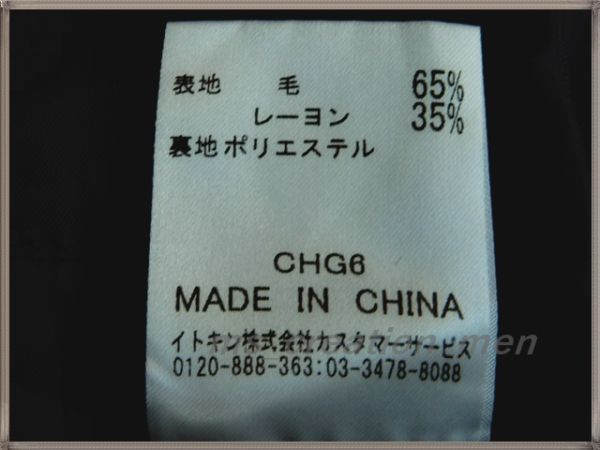 表地 毛 65%
レーヨン 35%
裏地 ポリエステル
CHG6
MADE IN CHINA
イトキン株式会社カスタマーサービス
0120-888-363:03-3478-8088